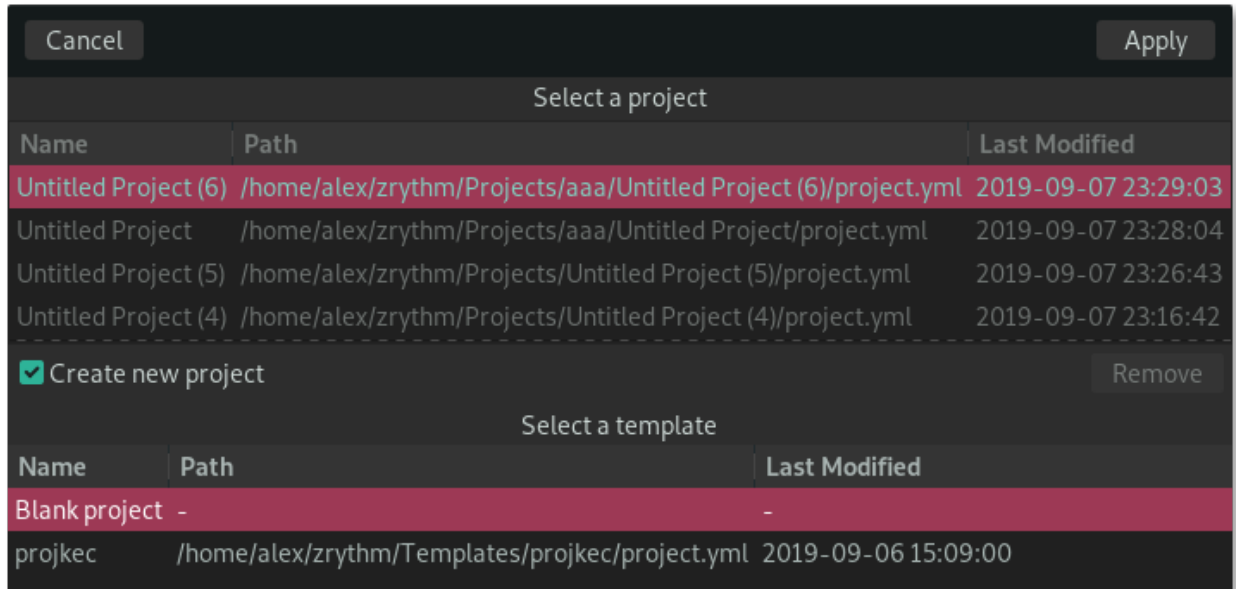 Cancel Apply
Select a project
Name Path Last Modified
Untitled Project (6) /home/alex/zrythm/Projects/aaa/Untitled Project (6)/project.yml 2019-09-07 23:29:03
Untitled Project /home/alex/zrythm/Projects/aaa/Untitled Project/project.yml 2019-09-07 23:28:04
Untitled Project (5) /home/alex/zrythm/Projects/Untitled Project (5)/project.yml 2019-09-07 23:26:43
Untitled Project (4) /home/alex/zrythm/Projects/Untitled Project (4)/project.yml 2019-09-07 23:16:42
Create new project Remove
Select a template
Name Path Last Modified
Blank project - -
projkec /home/alex/zrythm/Templates/projkec/project.yml 2019-09-06 15:09:00